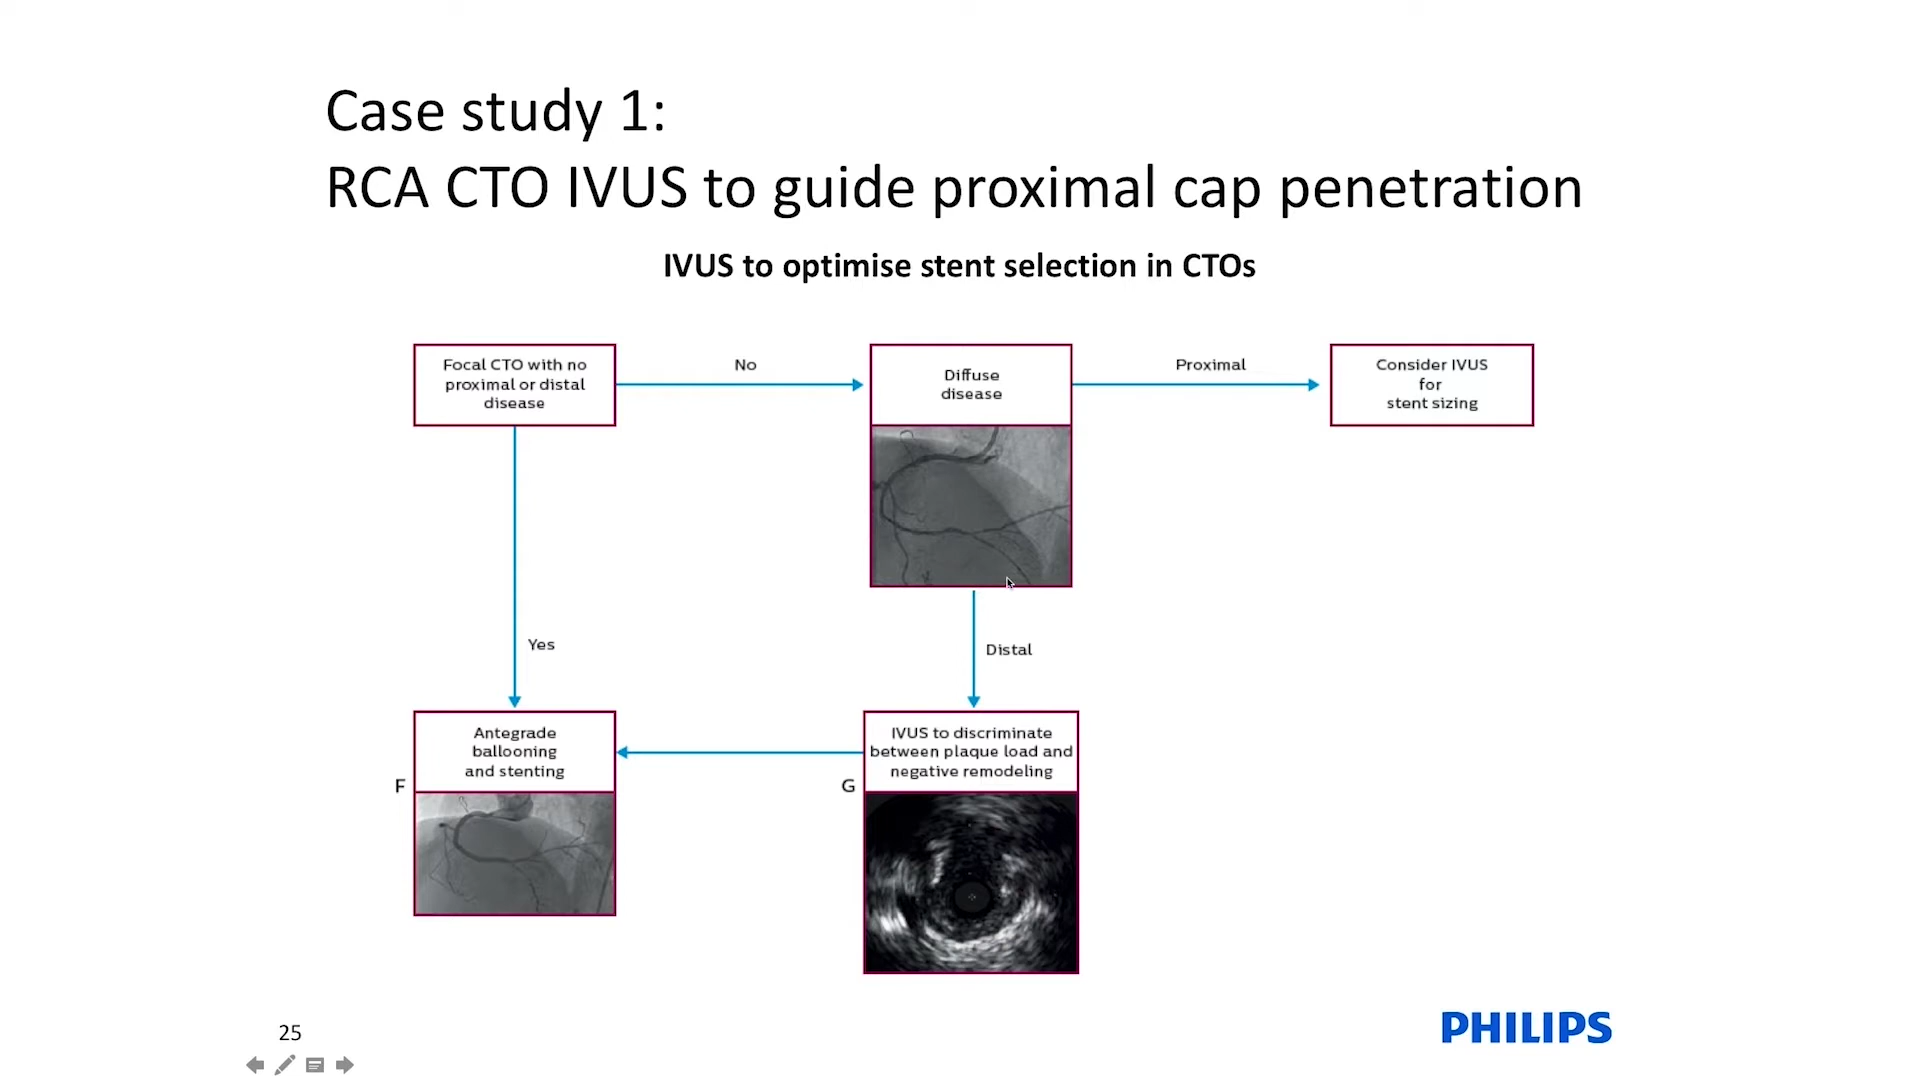 Case study 1:
RCA CTO IVUS to guide proximal cap penetration
IVUS to optimise stent selection in CTOs
Focal CTO with no
proximal or distal
disease
No
Diffuse
disease
Proximal
Consider IVUS
for
stent sizing
Yes
Distal
Antegrade
ballooning
and stenting
F
IVUS to discriminate
between plaque load and
negative remodeling
G
25
PHILIPS